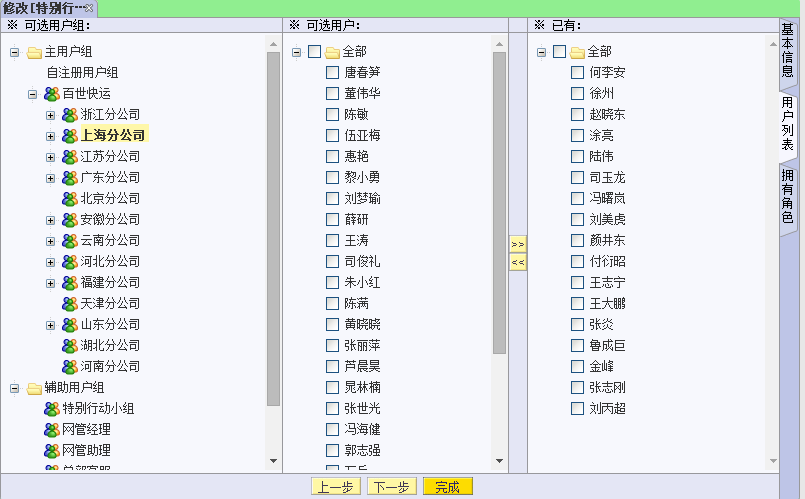 修改[特别行…
※ 可选用户组:
主用户组
自注册用户组
百世快运
浙江分公司
上海分公司
江苏分公司
广东分公司
北京分公司
安徽分公司
云南分公司
河北分公司
福建分公司
天津分公司
山东分公司
湖北分公司
河南分公司
辅助用户组
特别行动小组
网管经理
网管助理
※ 可选用户:
全部
唐春笋
董伟华
陈敏
伍亚梅
惠艳
黎小勇
刘梦瑜
薛研
王涛
司俊礼
朱小红
陈满
黄晓晓
张丽萍
芦晨昊
晁林楠
张世光
冯海健
郭志强
>>
<<
※ 已有:
全部
何李安
徐州
赵晓东
涂亮
陆伟
司玉龙
冯曙岚
刘美虎
颜井东
付衍昭
王志宁
王大鹏
张炎
鲁成巨
金峰
张志刚
刘丙超
基本信息
用户列表
拥有角色
上一步
下一步
完成